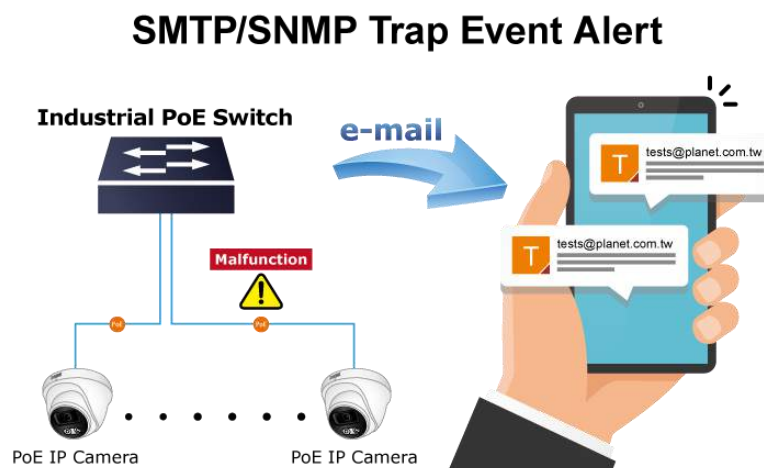 SMTP/SNMP Trap Event Alert
Industrial PoE Switch
e-mail
tests@planet.com.tw
T
tests@planet.com.tw
T
Malfunction
PoE
PoE
PoE IP Camera
PoE IP Camera